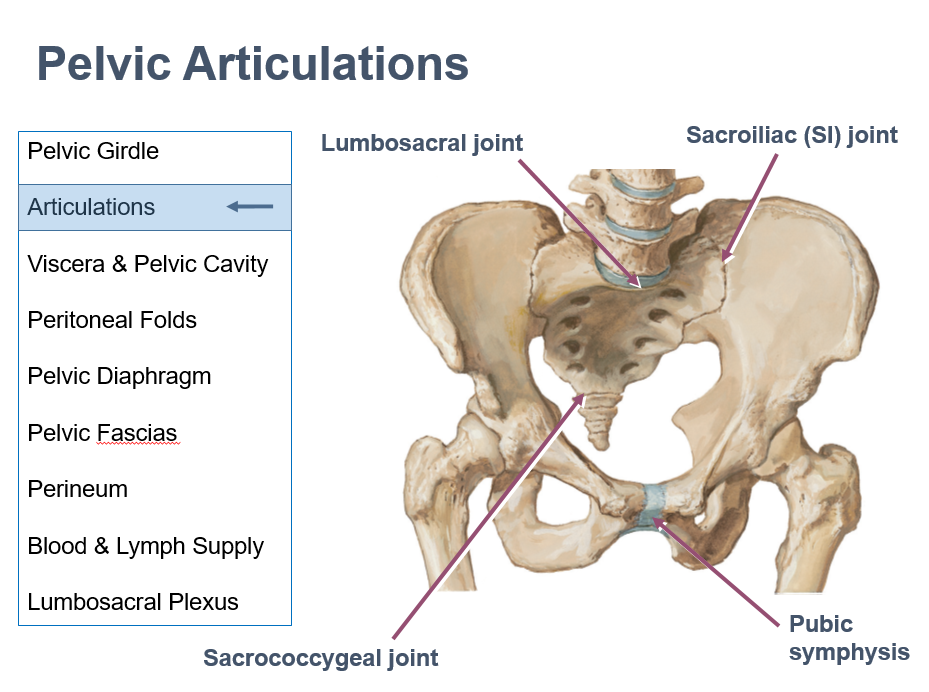 Pelvic Articulations
Pelvic Girdle
Articulations
Viscera & Pelvic Cavity
Peritoneal Folds
Pelvic Diaphragm
Pelvic Fascias
Perineum
Blood & Lymph Supply
Lumbosacral Plexus
Lumbosacral joint
Sacroiliac (SI) joint
Sacrococcygeal joint
Pubic
symphysis